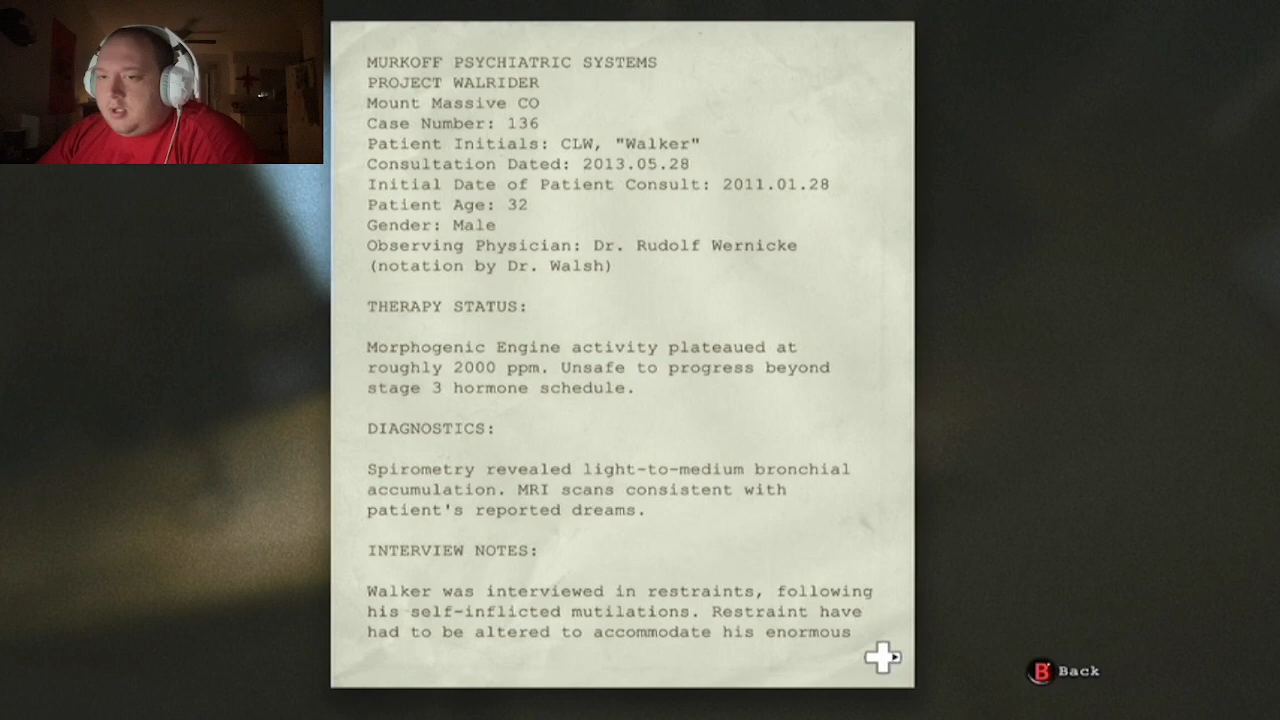 MURKOFF PSYCHIATRIC SYSTEMS
PROJECT WALRIDER
Mount Massive CO
Case Number: 136
Patient Initials: CLW, "Walker"
Consultation Dated: 2013.05.28
Initial Date of Patient Consult: 2011.01.28
Patient Age: 32
Gender: Male
Observing Physician: Dr. Rudolf Wernicke
(notation by Dr. Walsh)
THERAPY STATUS:
Morphogenic Engine activity plateaued at
roughly 2000 ppm. Unsafe to progress beyond
stage 3 hormone schedule.
DIAGNOSTICS:
Spirometry revealed light-to-medium bronchial
accumulation. MRI scans consistent with
patient's reported dreams.
INTERVIEW NOTES:
Walker was interviewed in restraints, following
his self-inflicted mutilations. Restraint have
had to be altered to accommodate his enormous
B Back